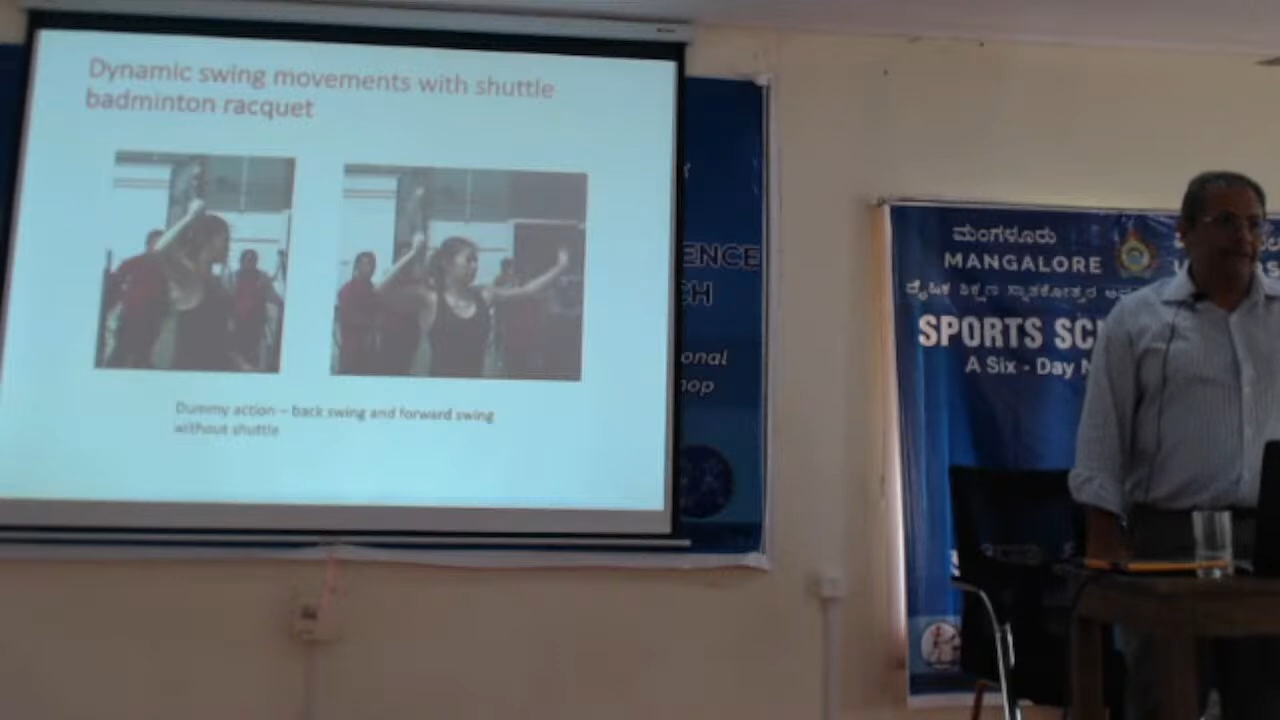 Dynamic swing movements with shuttle
badminton racquet
Dummy action – back swing and forward swing
without shuttle
ENCE
CH
onal
hop
ಮಂಗಳೂರು
MANGALORE
SPORTS SC
A Six - Day N